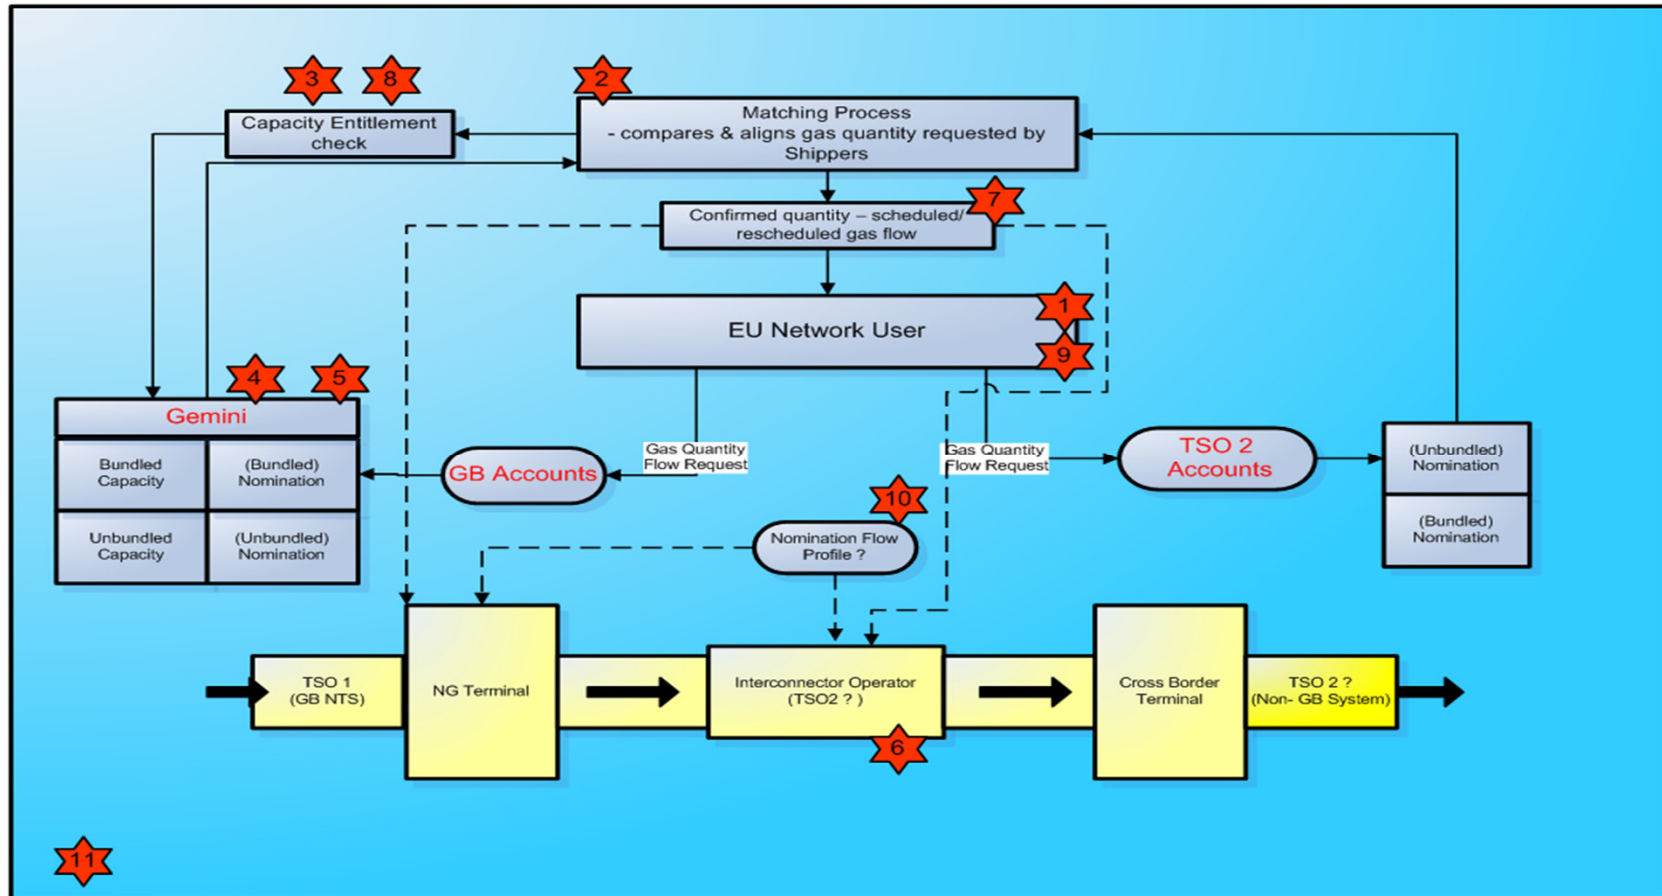 3
8
2
Capacity Entitlement
check
Matching Process
- compares & aligns gas quantity requested by
Shippers
7
Confirmed quantity – scheduled/
rescheduled gas flow
1
EU Network User
9
4
5
Gemini
Bundled
Capacity
(Bundled)
Nomination
Unbundled
Capacity
(Unbundled)
Nomination
GB Accounts
Gas Quantity
Flow Request
Gas Quantity
Flow Request
TSO 2
Accounts
(Unbundled)
Nomination
(Bundled)
Nomination
10
Nomination Flow
Profile ?
TSO 1
(GB NTS)
NG Terminal
Interconnector Operator
(TSO2 ? )
Cross Border
Terminal
TSO 2 ?
(Non- GB System)
6
11